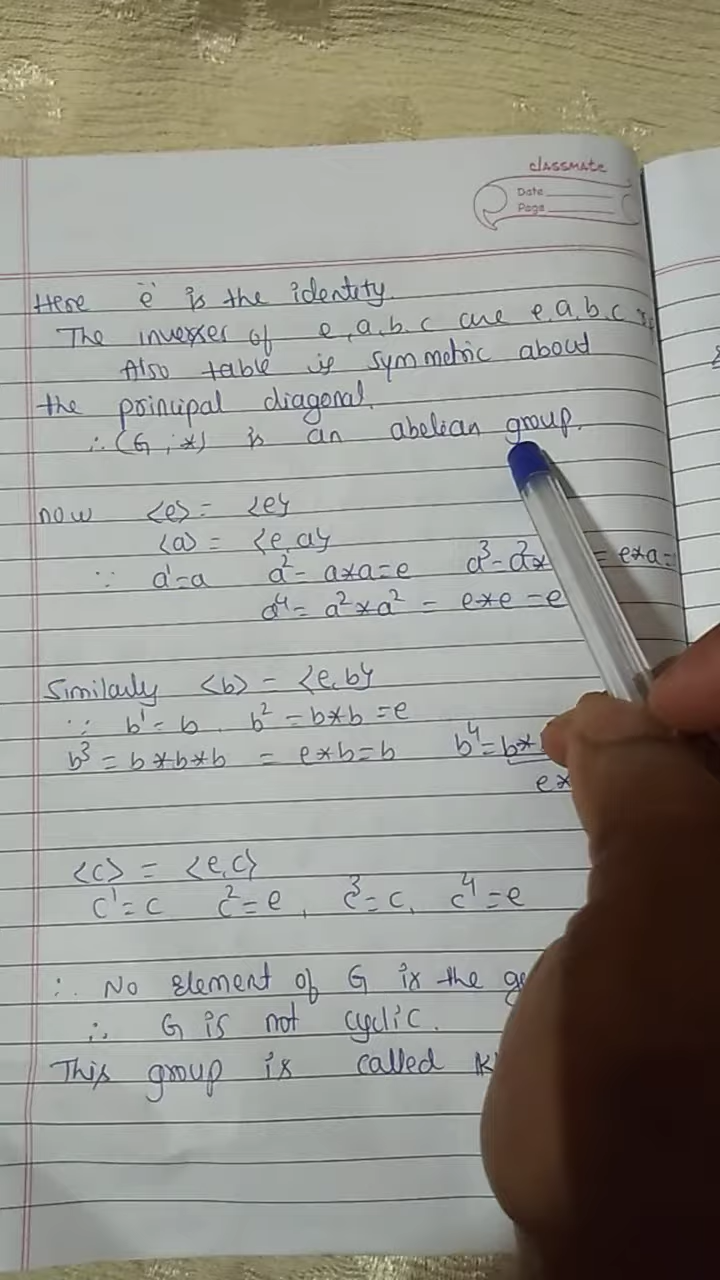 classmate
Date
Page
Here "e" is the identity.
The inverses of e, a, b, c are e, a, b, c
Also table is symmetric about
the principal diagonal.
∴ (G, *) is an abelian group.
Now <e> = {e}
<a> = {e, a}
∵ a¹ = a a² = a*a = e a³ = a²* = e*a =
a⁴ = a² * a² = e*e = e
Similarly <b> = {e, b}
∵ b¹ = b, b² = b*b = e
b³ = b*b*b = e*b = b b⁴ = b*
e*
<c> = {e, c}
c¹ = c c² = e, c³ = c, c⁴ = e
∴ No element of G is the
∴ G is not cyclic.
This group is called